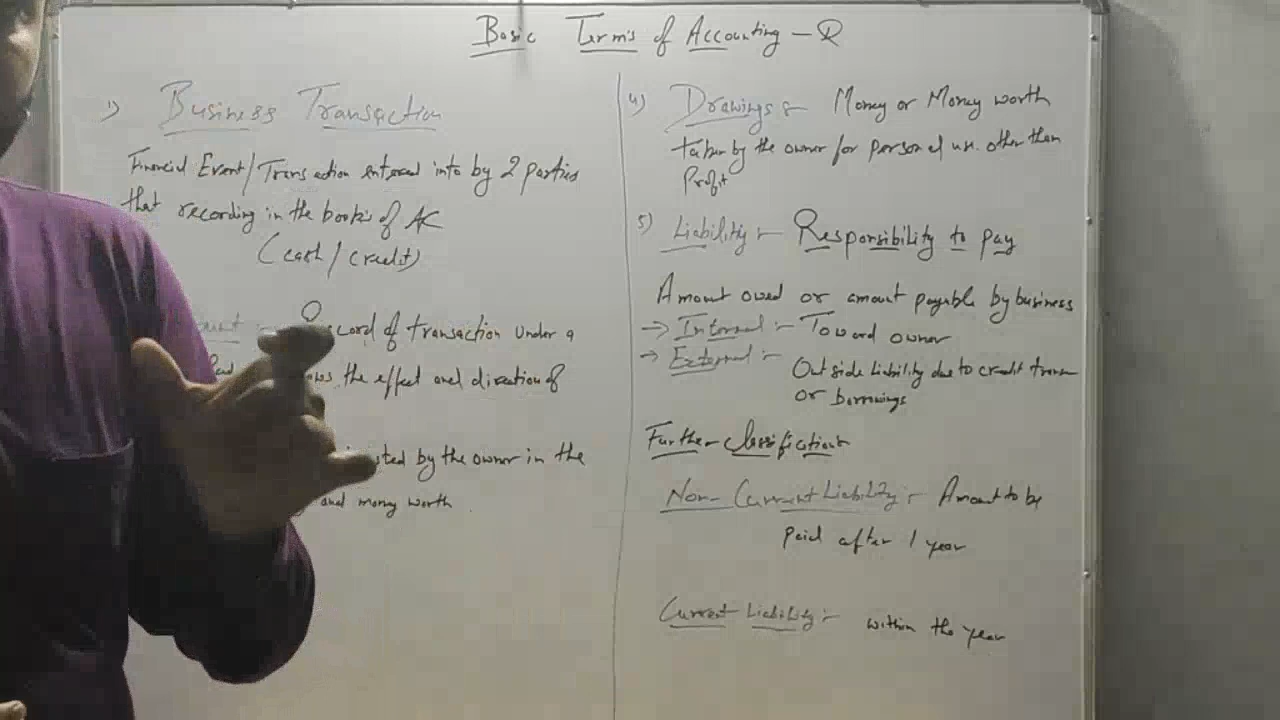 Basic Terms of Accounting -
1) Business Transaction
Financial Event/Transaction entered into by 2 parties
that recording in the books of A/C
(cash/credit)
Record of transaction under a
the effect and direction of
by the owner in the
and money worth
4) Drawings :- Money or Money worth
taken by the owner for personal use other than
Profit
5) Liability :- Responsibility to pay
Amount owed or amount payable by business
→ Internal :- Toward owner
→ External :- Outside Liability due to credit trans
or borrowings
Further Classification
Non-Current Liability :- Amount to be
paid after 1 year
Current Liability :- within the year